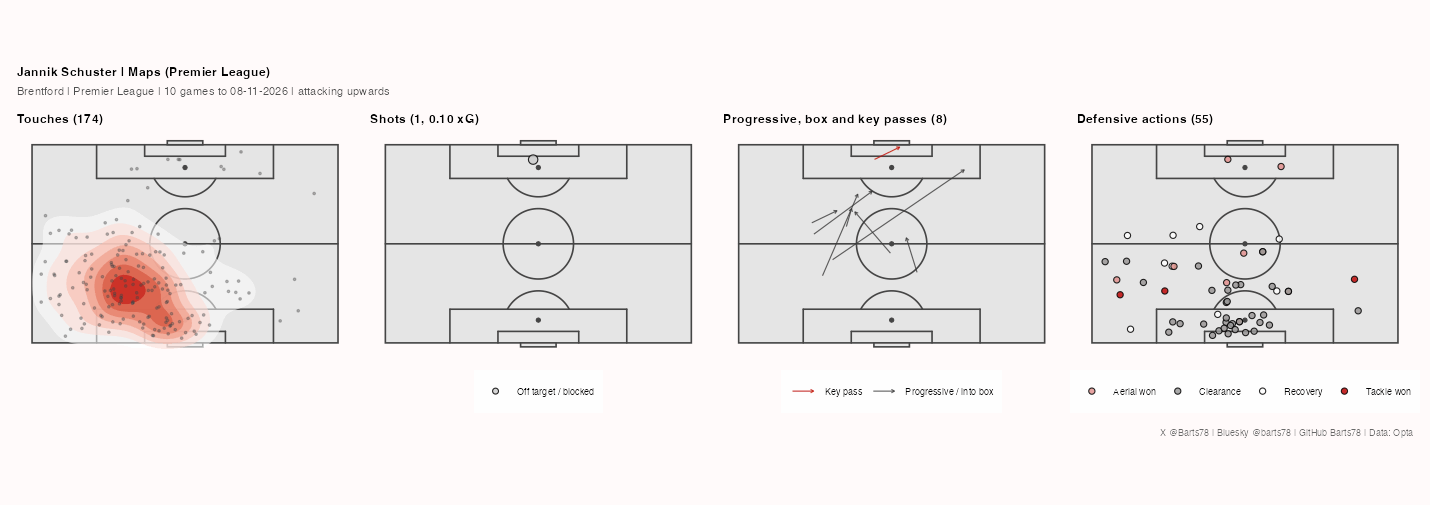 Jannik Schuster | Maps (Premier League)
Brentford | Premier League | 10 games to 08-11-2026 | attacking upwards
Touches (174)
Shots (1, 0.10 xG)
Progressive, box and key passes (8)
Defensive actions (55)
Off target / blocked
Key pass
Progressive / into box
Aerial won
Clearance
Recovery
Tackle won
X @Barts78 | Bluesky @barts78 | GitHub Barts78 | Data: Opta